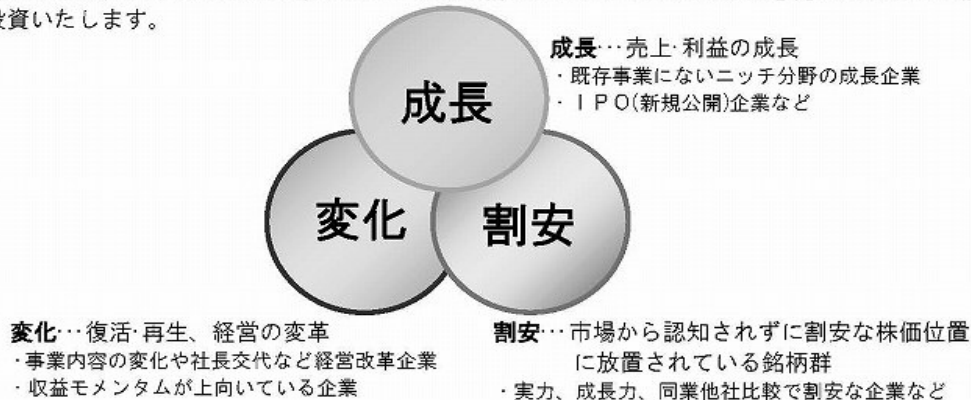 投資いたします。
成長
成長…売上・利益の成長
・既存事業にないニッチ分野の成長企業
・ＩＰＯ(新規公開)企業など
変化
割安
変化…復活・再生、経営の変革
・事業内容の変化や社長交代など経営改革企業
・収益モメンタムが上向いている企業
割安…市場から認知されずに割安な株価位置
に放置されている銘柄群
・実力、成長力、同業他社比較で割安な企業など